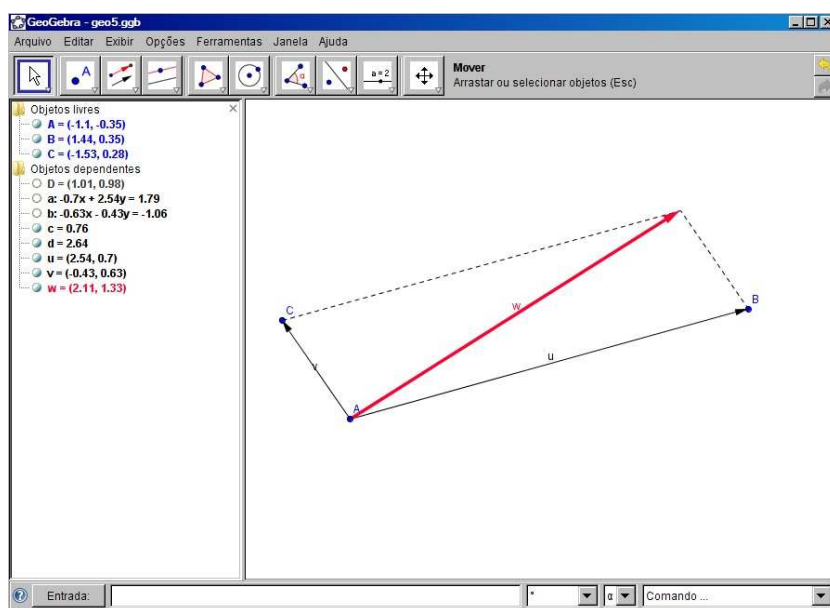 GeoGebra - geo5.ggb
Arquivo Editar Exibir Opções Ferramentas Janela Ajuda
A
α
a=2
Mover
Arrastar ou selecionar objetos (Esc)
Objetos livres
A = (-1.1, -0.35)
B = (1.44, 0.35)
C = (-1.53, 0.28)
Objetos dependentes
D = (1.01, 0.98)
a: -0.7x + 2.54y = 1.79
b: -0.63x - 0.43y = -1.06
c = 0.76
d = 2.64
u = (2.54, 0.7)
v = (-0.43, 0.63)
w = (2.11, 1.33)
C
w
B
u
v
A
Entrada:
α
Comando ...